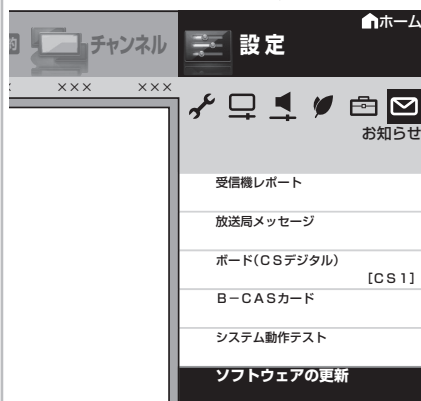 的 チャンネル 設定 ホーム
××× ×××
お知らせ
受信機レポート
放送局メッセージ
ボード(CSデジタル)
[CS1]
B-CASカード
システム動作テスト
ソフトウェアの更新